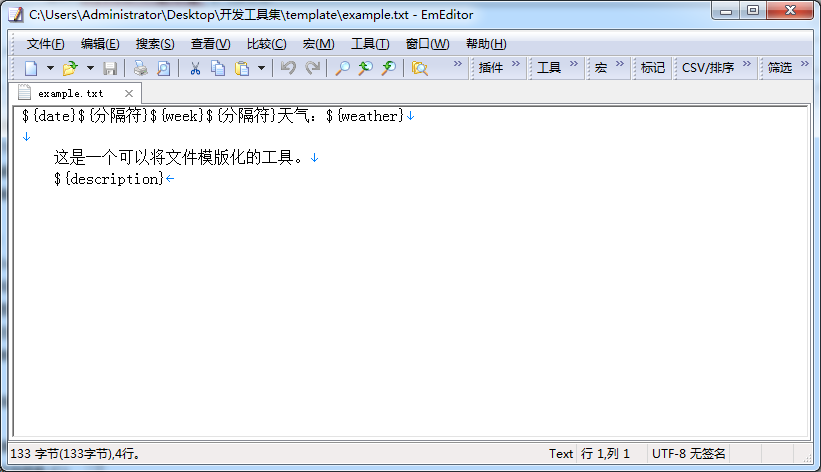 C:\Users\Administrator\Desktop\开发工具集\template\example.txt - EmEditor
文件(F) 编辑(E) 搜索(S) 查看(V) 比较(C) 宏(M) 工具(T) 窗口(W) 帮助(H)
插件 工具 宏 标记 CSV/排序 筛选
example.txt
${date}${分隔符}${week}${分隔符}天气：${weather}
这是一个可以将文件模版化的工具。
${description}
133 字节(133字节),4行。 Text 行 1,列 1 UTF-8 无签名